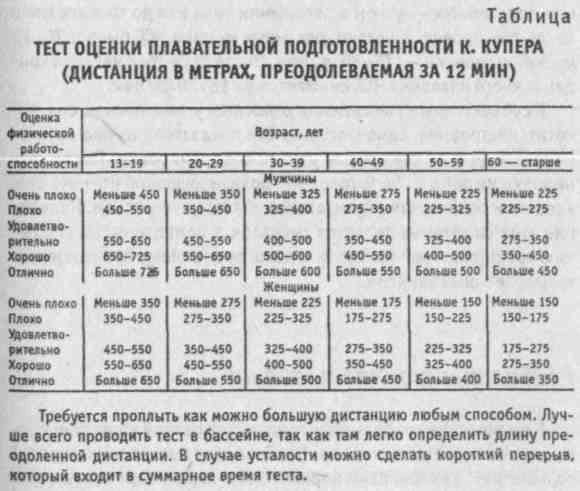 Таблица
ТЕСТ ОЦЕНКИ ПЛАВАТЕЛЬНОЙ ПОДГОТОВЛЕННОСТИ К. КУПЕРА
(ДИСТАНЦИЯ В МЕТРАХ, ПРЕОДОЛЕВАЕМАЯ ЗА 12 МИН)
Оценка
физической
работо-
способности
Возраст, лет
13–19 20–29 30–39 40–49 50–59 60 — старше
Мужчины
Очень плохо Меньше 450 Меньше 350 Меньше 325 Меньше 275 Меньше 225 Меньше 225
Плохо 450–550 350–450 325–400 275–350 225–325 225–275
Удовлетво-
рительно 550–650 450–550 400–500 350–450 325–400 275–350
Хорошо 650–725 550–650 500–600 450–550 400–500 350–450
Отлично Больше 725 Больше 650 Больше 600 Больше 550 Больше 500 Больше 450
Женщины
Очень плохо Меньше 350 Меньше 275 Меньше 225 Меньше 175 Меньше 150 Меньше 150
Плохо 350–450 275–350 225–325 175–275 150–225 150–175
Удовлетво-
рительно 450–550 350–450 325–400 275–350 225–325 175–275
Хорошо 550–650 450–550 400–500 350–450 325–400 275–350
Отлично Больше 650 Больше 550 Больше 500 Больше 450 Больше 400 Больше 350
Требуется проплыть как можно большую дистанцию любым способом. Луч-
ше всего проводить тест в бассейне, так как там легко определить длину пре-
одоленной дистанции. В случае усталости можно сделать короткий перерыв,
который входит в суммарное время теста.